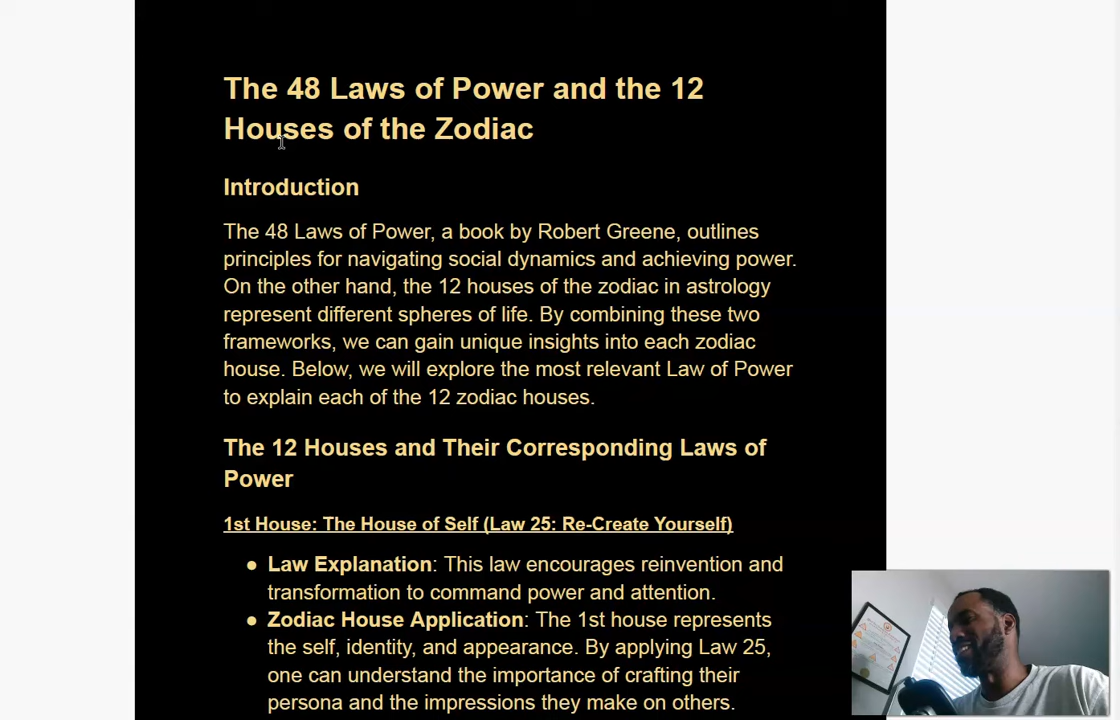 The 48 Laws of Power and the 12
Houses of the Zodiac
Introduction
The 48 Laws of Power, a book by Robert Greene, outlines
principles for navigating social dynamics and achieving power.
On the other hand, the 12 houses of the zodiac in astrology
represent different spheres of life. By combining these two
frameworks, we can gain unique insights into each zodiac
house. Below, we will explore the most relevant Law of Power
to explain each of the 12 zodiac houses.
The 12 Houses and Their Corresponding Laws of
Power
1st House: The House of Self (Law 25: Re-Create Yourself)
● Law Explanation: This law encourages reinvention and
transformation to command power and attention.
● Zodiac House Application: The 1st house represents
the self, identity, and appearance. By applying Law 25,
one can understand the importance of crafting their
persona and the impressions they make on others.